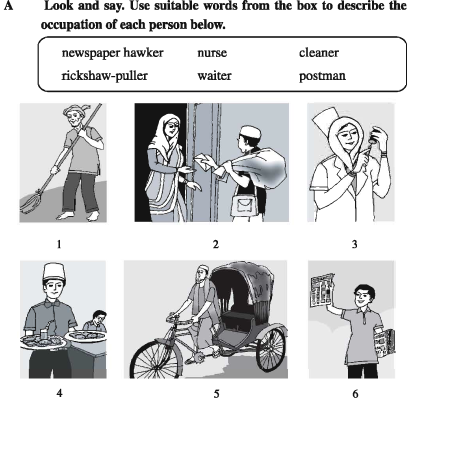 A Look and say. Use suitable words from the box to describe the
occupation of each person below.
newspaper hawker nurse cleaner
rickshaw-puller waiter postman
1 2 3
4 5 6